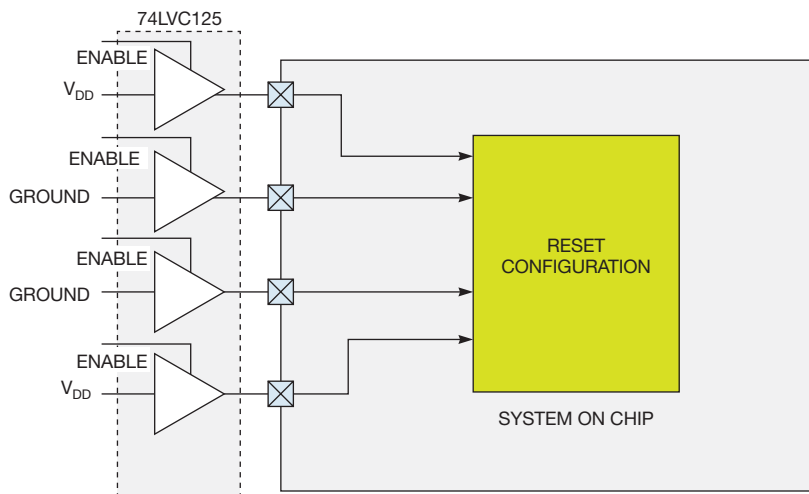 74LVC125
ENABLE
VDD
ENABLE
GROUND
ENABLE
GROUND
ENABLE
VDD
RESET
CONFIGURATION
SYSTEM ON CHIP